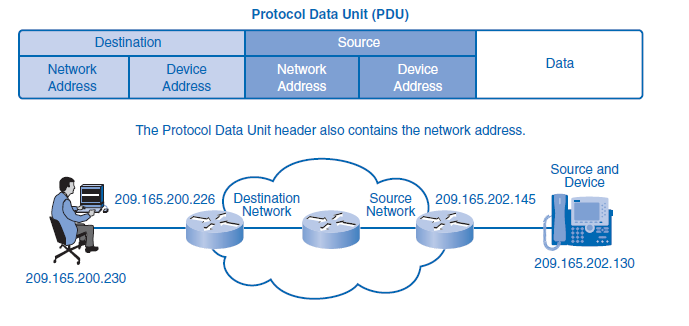 Protocol Data Unit (PDU)
Destination
Source
Data
Network
Address
Device
Address
Network
Address
Device
Address
The Protocol Data Unit header also contains the network address.
Source and
Device
209.165.200.226
Destination
Network
Source
Network
209.165.202.145
209.165.200.230
209.165.202.130